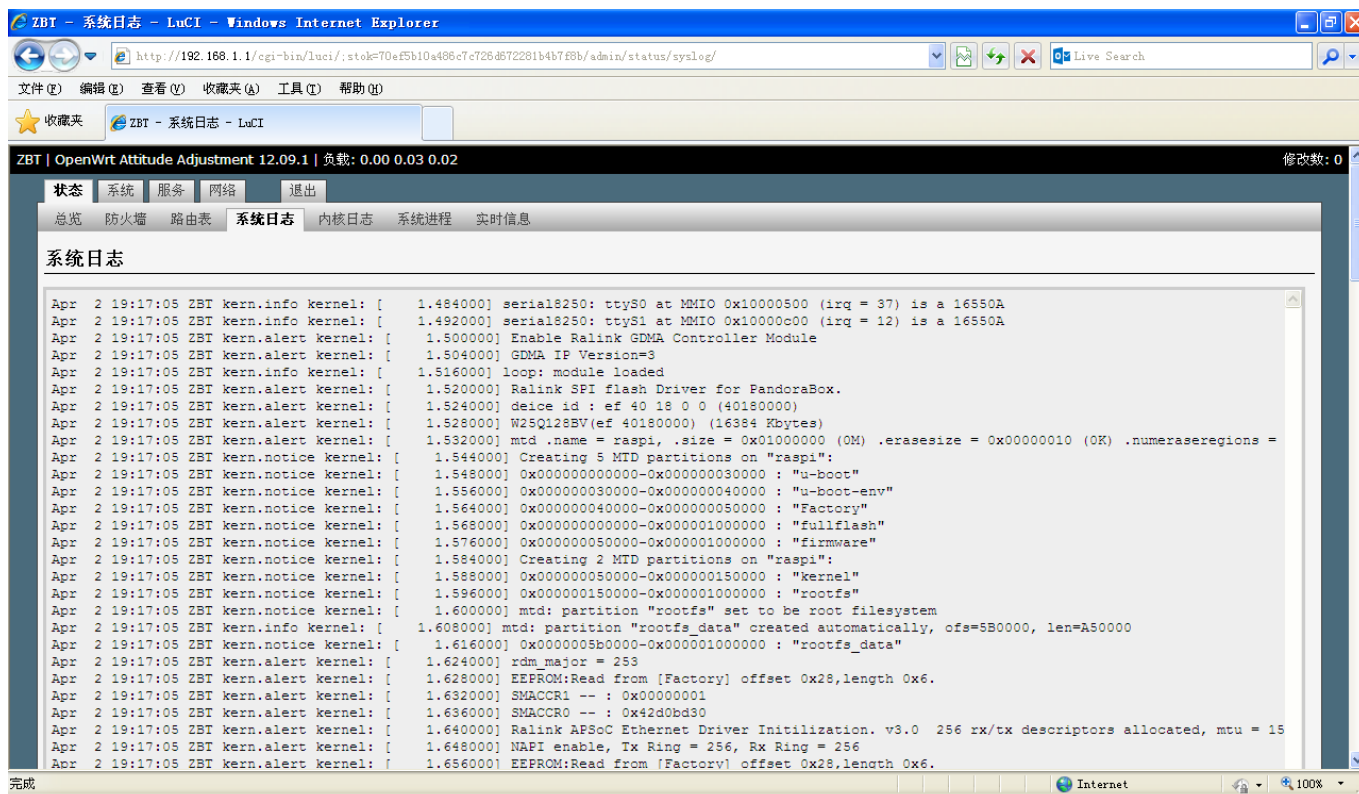 ZBT - 系统日志 - LuCI - Windows Internet Explorer
http://192.168.1.1/cgi-bin/luci/;stok=70ef5b10a486c7c726d672281b4b7f8b/admin/status/syslog/
Live Search
文件(F) 编辑(E) 查看(V) 收藏夹(A) 工具(T) 帮助(H)
收藏夹 ZBT - 系统日志 - LuCI
ZBT | OpenWrt Attitude Adjustment 12.09.1 | 负载: 0.00 0.03 0.02 修改数: 0
状态 系统 服务 网络 退出
总览 防火墙 路由表 系统日志 内核日志 系统进程 实时信息
系统日志
Apr 2 19:17:05 ZBT kern.info kernel: [ 1.484000] serial8250: ttyS0 at MMIO 0x10000500 (irq = 37) is a 16550A
Apr 2 19:17:05 ZBT kern.info kernel: [ 1.492000] serial8250: ttyS1 at MMIO 0x10000c00 (irq = 12) is a 16550A
Apr 2 19:17:05 ZBT kern.alert kernel: [ 1.500000] Enable Ralink GDMA Controller Module
Apr 2 19:17:05 ZBT kern.alert kernel: [ 1.504000] GDMA IP Version=3
Apr 2 19:17:05 ZBT kern.info kernel: [ 1.516000] loop: module loaded
Apr 2 19:17:05 ZBT kern.alert kernel: [ 1.520000] Ralink SPI flash Driver for PandoraBox.
Apr 2 19:17:05 ZBT kern.alert kernel: [ 1.524000] deice id : ef 40 18 0 0 (40180000)
Apr 2 19:17:05 ZBT kern.alert kernel: [ 1.528000] W25Q128BV(ef 40180000) (16384 Kbytes)
Apr 2 19:17:05 ZBT kern.alert kernel: [ 1.532000] mtd .name = raspi, .size = 0x01000000 (0M) .erasesize = 0x00000010 (0K) .numeraseregions =
Apr 2 19:17:05 ZBT kern.notice kernel: [ 1.544000] Creating 5 MTD partitions on "raspi":
Apr 2 19:17:05 ZBT kern.notice kernel: [ 1.548000] 0x000000000000-0x000000030000 : "u-boot"
Apr 2 19:17:05 ZBT kern.notice kernel: [ 1.556000] 0x000000030000-0x000000040000 : "u-boot-env"
Apr 2 19:17:05 ZBT kern.notice kernel: [ 1.564000] 0x000000040000-0x000000050000 : "Factory"
Apr 2 19:17:05 ZBT kern.notice kernel: [ 1.568000] 0x000000000000-0x000001000000 : "fullflash"
Apr 2 19:17:05 ZBT kern.notice kernel: [ 1.576000] 0x000000050000-0x000001000000 : "firmware"
Apr 2 19:17:05 ZBT kern.notice kernel: [ 1.584000] Creating 2 MTD partitions on "raspi":
Apr 2 19:17:05 ZBT kern.notice kernel: [ 1.588000] 0x000000050000-0x000000150000 : "kernel"
Apr 2 19:17:05 ZBT kern.notice kernel: [ 1.596000] 0x000000150000-0x000001000000 : "rootfs"
Apr 2 19:17:05 ZBT kern.notice kernel: [ 1.600000] mtd: partition "rootfs" set to be root filesystem
Apr 2 19:17:05 ZBT kern.info kernel: [ 1.608000] mtd: partition "rootfs_data" created automatically, ofs=5B0000, len=A50000
Apr 2 19:17:05 ZBT kern.notice kernel: [ 1.616000] 0x0000005b0000-0x000001000000 : "rootfs_data"
Apr 2 19:17:05 ZBT kern.alert kernel: [ 1.624000] rdm_major = 253
Apr 2 19:17:05 ZBT kern.alert kernel: [ 1.628000] EEPROM:Read from [Factory] offset 0x28,length 0x6.
Apr 2 19:17:05 ZBT kern.alert kernel: [ 1.632000] SMACCR1 -- : 0x00000001
Apr 2 19:17:05 ZBT kern.alert kernel: [ 1.636000] SMACCR0 -- : 0x42d0bd30
Apr 2 19:17:05 ZBT kern.alert kernel: [ 1.640000] Ralink APSoC Ethernet Driver Initilization. v3.0 256 rx/tx descriptors allocated, mtu = 15
Apr 2 19:17:05 ZBT kern.alert kernel: [ 1.648000] NAPI enable, Tx Ring = 256, Rx Ring = 256
Apr 2 19:17:05 ZBT kern.alert kernel: [ 1.656000] EEPROM:Read from [Factory] offset 0x28,length 0x6.
完成 Internet 100%